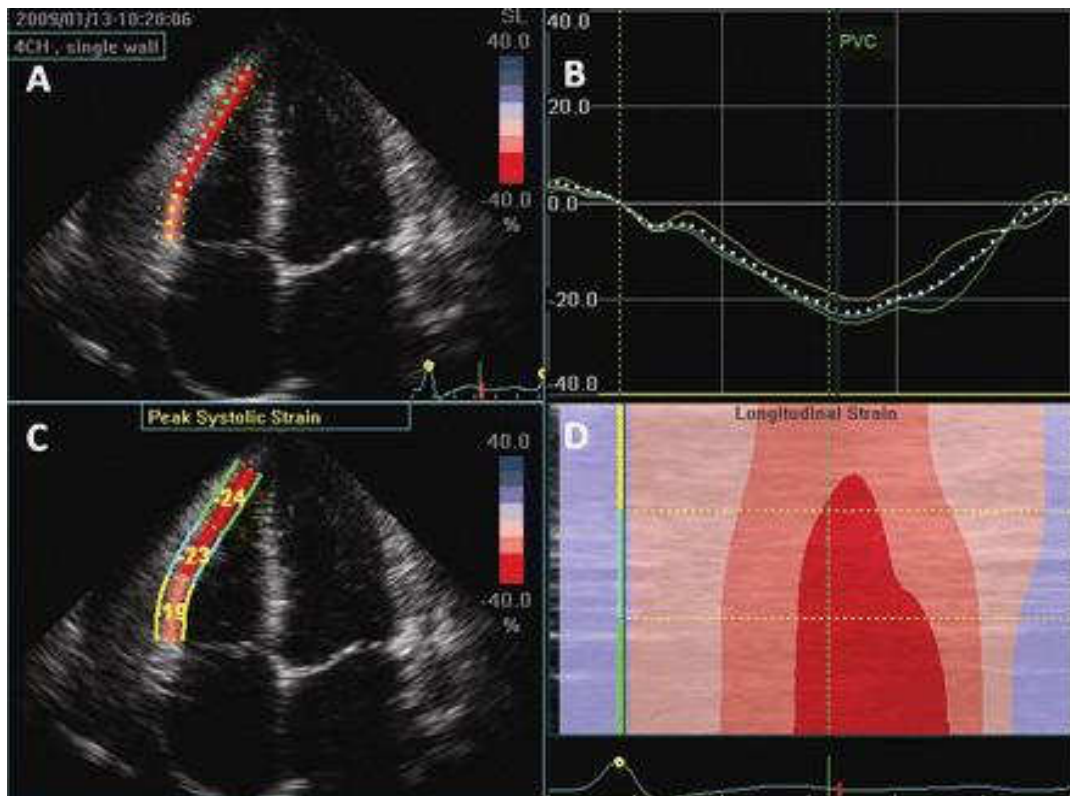 2009/01/13-10:20:06
4CH , single wall
A
SL
40.0
-40.0
%
B
40.0
20.0
0.0
-20.0
-40.0
PVC
C
Peak Systolic Strain
40.0
-40.0
%
-24
-23
-19
D
Longitudinal Strain